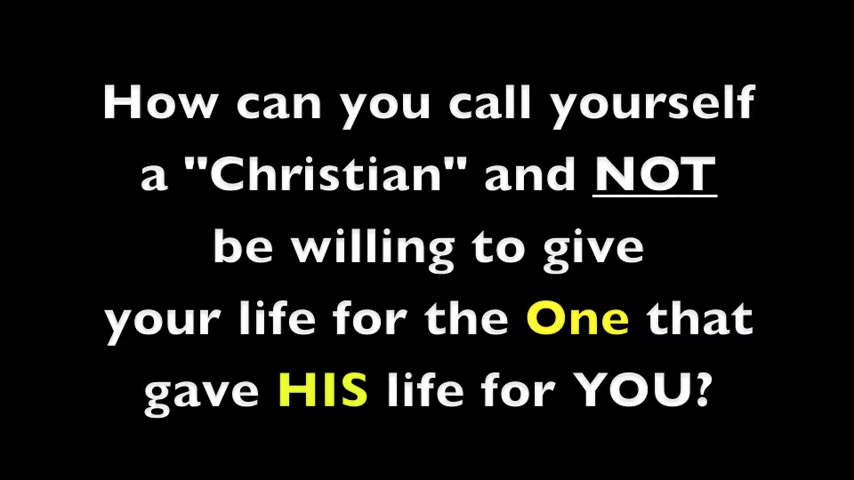 How can you call yourself
a "Christian" and NOT
be willing to give
your life for the One that
gave HIS life for YOU?